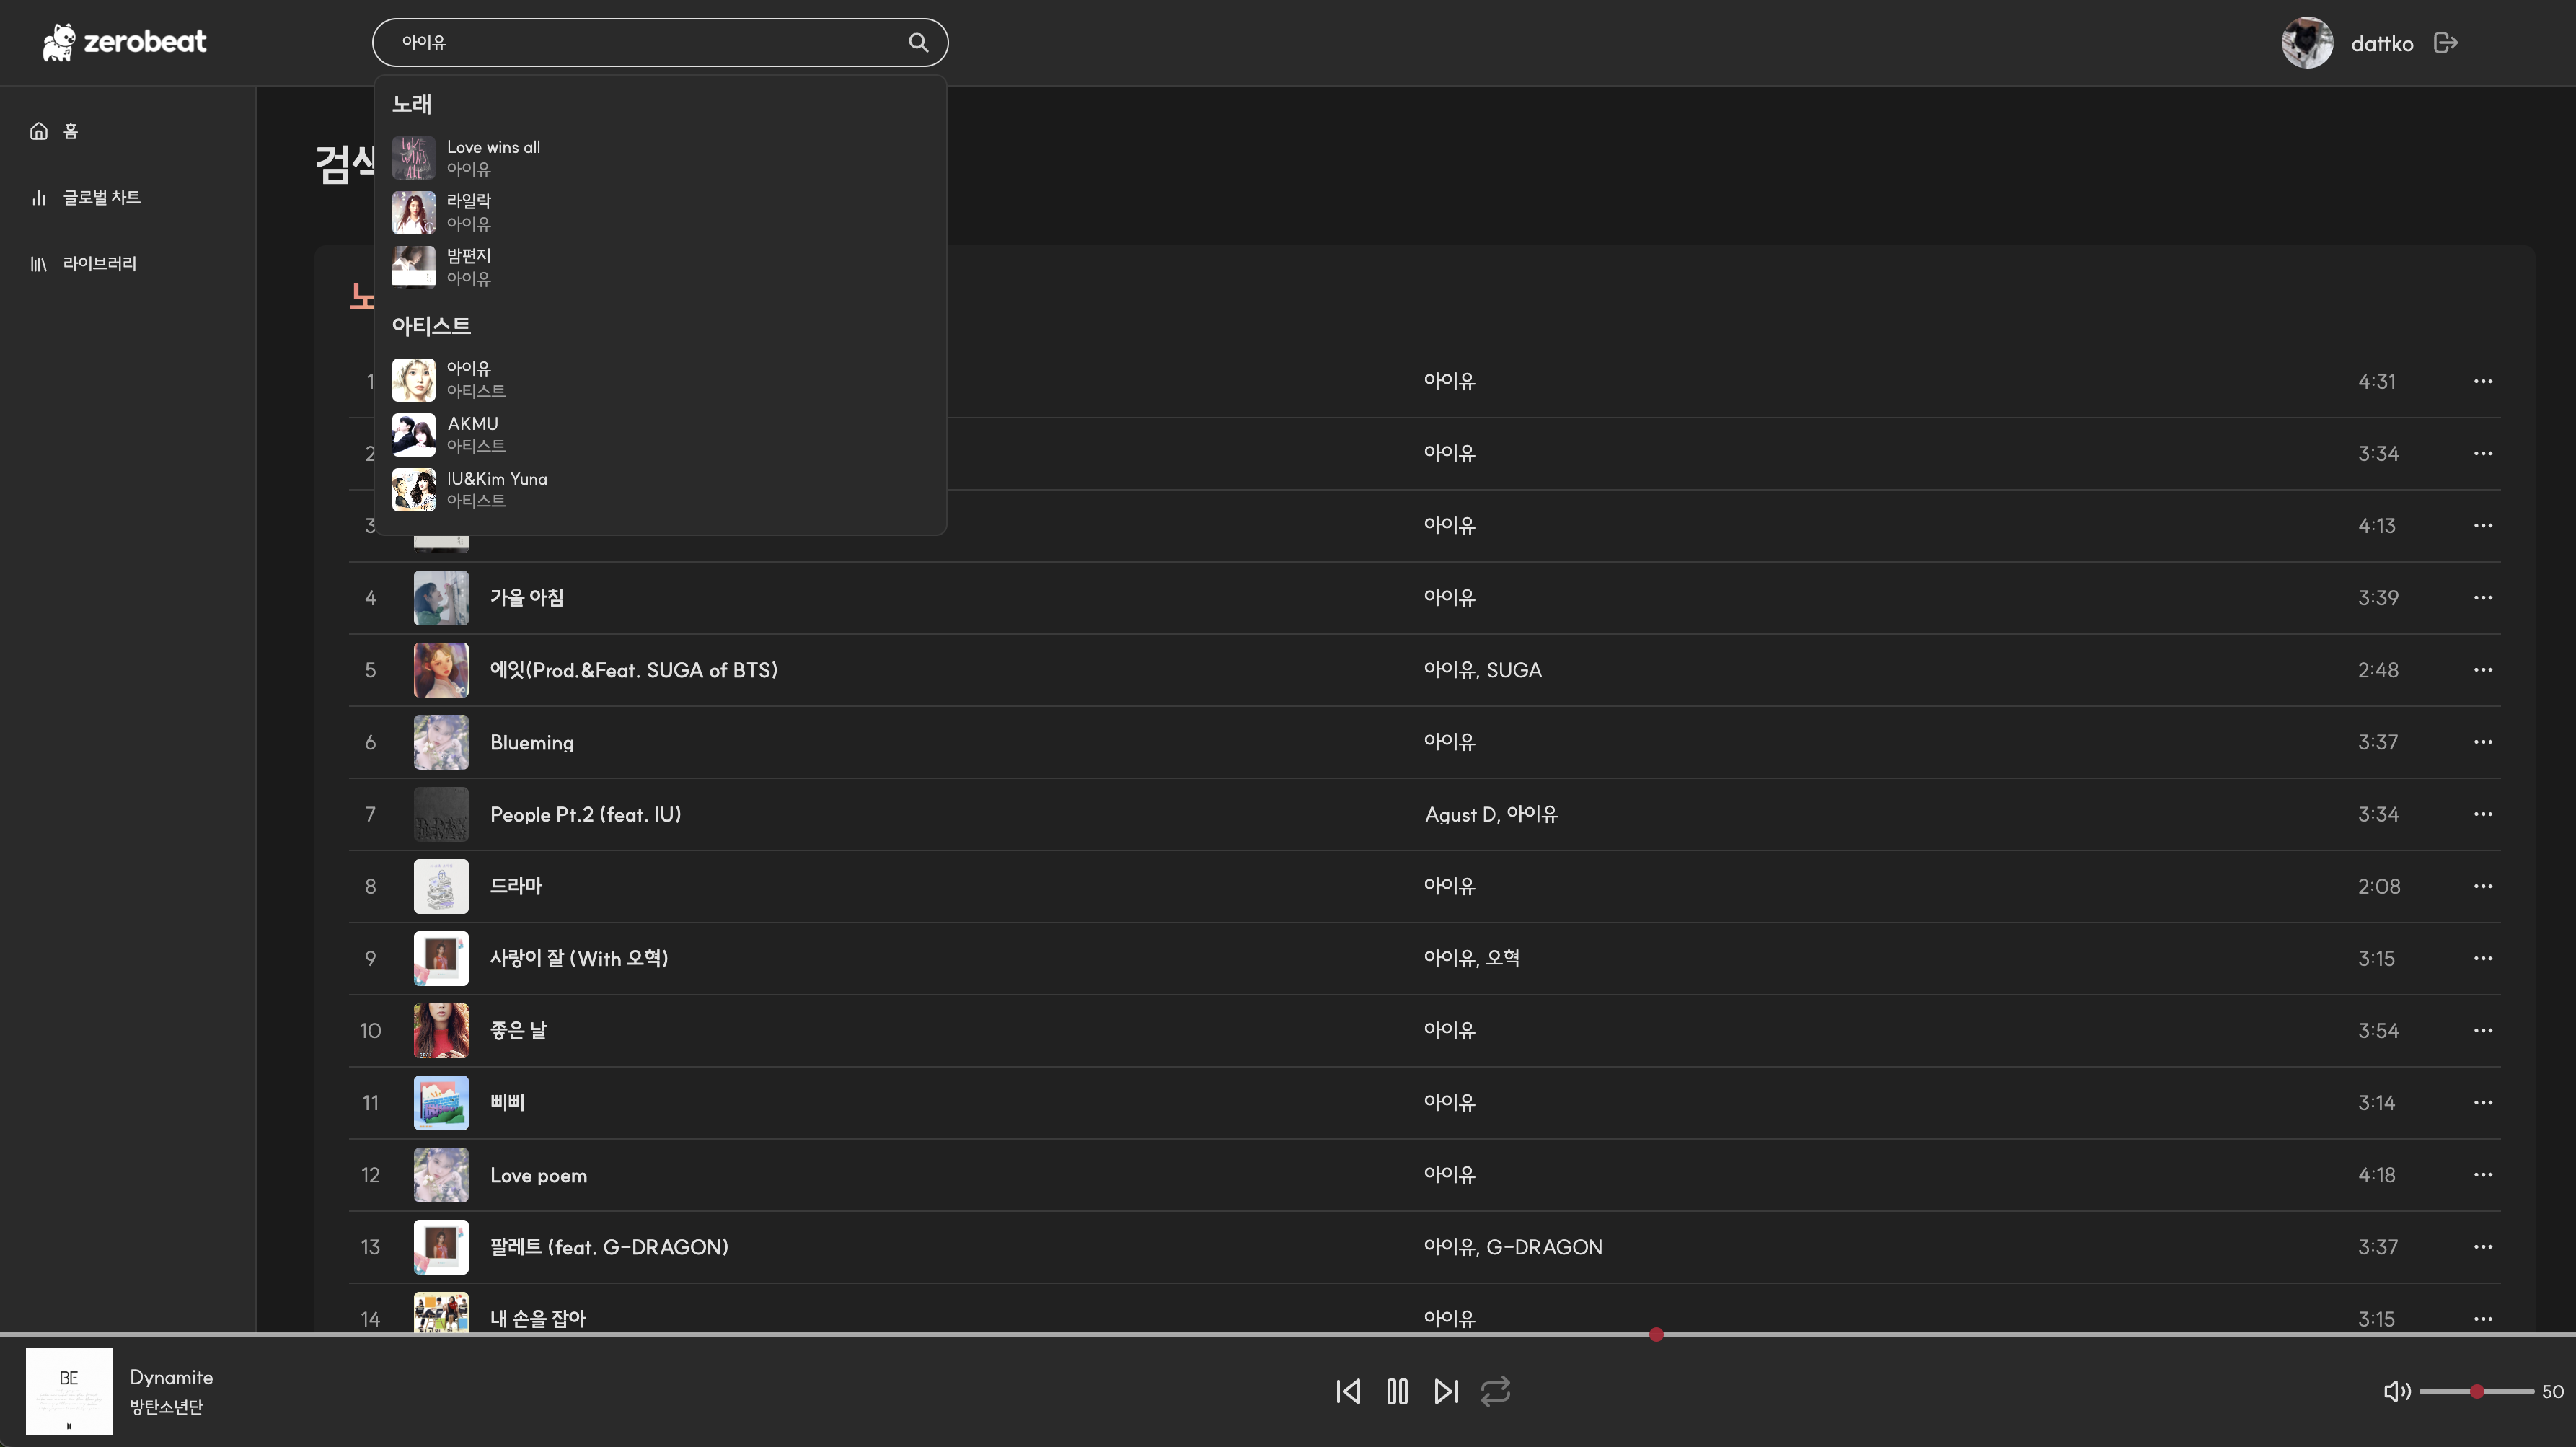 zerobeat
아이유
dattko
홈
글로벌 차트
라이브러리
노래
Love wins all
아이유
라일락
아이유
밤편지
아이유
아티스트
아이유
아티스트
AKMU
아티스트
IU&Kim Yuna
아티스트
1 아이유 4:31
2 아이유 3:34
3 아이유 4:13
4 가을 아침 아이유 3:39
5 에잇(Prod.&Feat. SUGA of BTS) 아이유, SUGA 2:48
6 Blueming 아이유 3:37
7 People Pt.2 (feat. IU) Agust D, 아이유 3:34
8 드라마 아이유 2:08
9 사랑이 잘 (With 오혁) 아이유, 오혁 3:15
10 좋은 날 아이유 3:54
11 삐삐 아이유 3:14
12 Love poem 아이유 4:18
13 팔레트 (feat. G-DRAGON) 아이유, G-DRAGON 3:37
14 내 손을 잡아 아이유 3:15
BE
Dynamite
방탄소년단
50